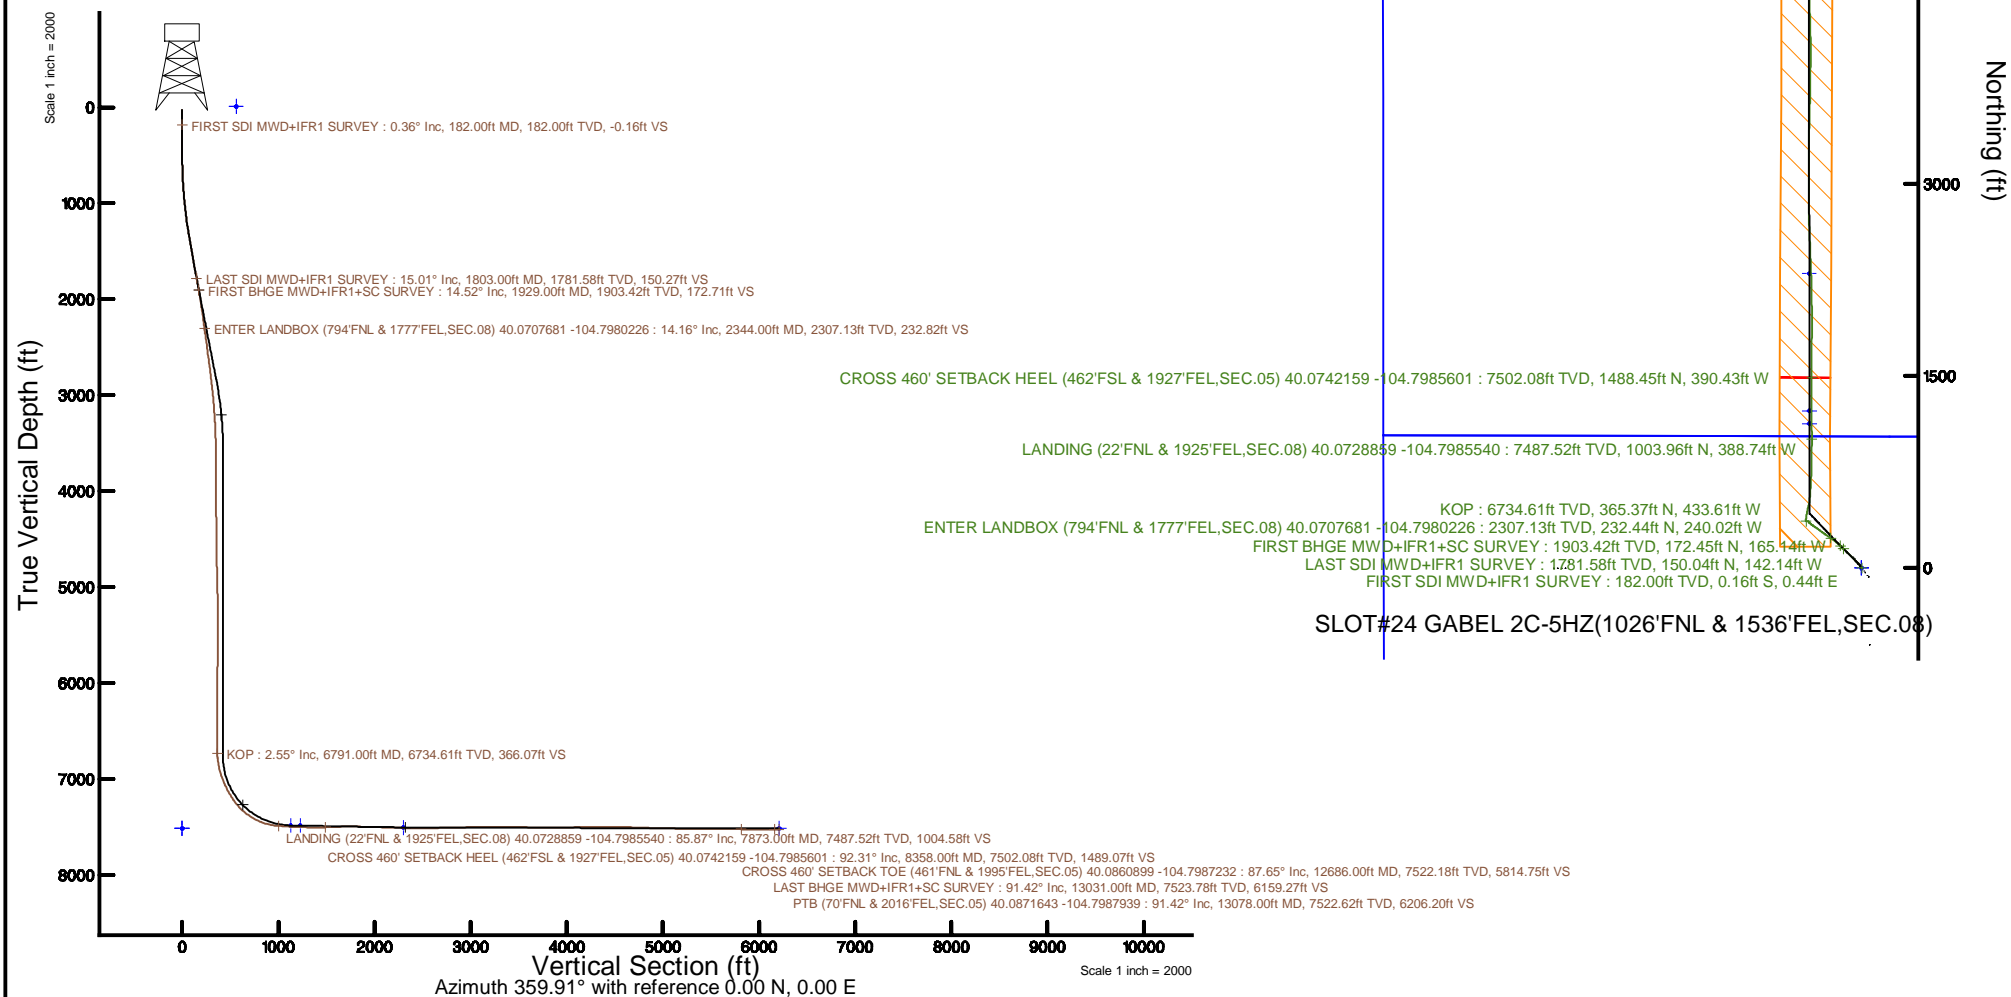 Scale 1 inch = 2000
True Vertical Depth (ft)
0
1000
2000
3000
4000
5000
6000
7000
8000
FIRST SDI MWD+IFR1 SURVEY : 0.36° Inc, 182.00ft MD, 182.00ft TVD, -0.16ft VS
LAST SDI MWD+IFR1 SURVEY : 15.01° Inc, 1803.00ft MD, 1781.58ft TVD, 150.27ft VS
FIRST BHGE MWD+IFR1+SC SURVEY : 14.52° Inc, 1929.00ft MD, 1903.42ft TVD, 172.71ft VS
ENTER LANDBOX (794'FNL & 1777'FEL,SEC.08) 40.0707681 -104.7980226 : 14.16° Inc, 2344.00ft MD, 2307.13ft TVD, 232.82ft VS
KOP : 2.55° Inc, 6791.00ft MD, 6734.61ft TVD, 366.07ft VS
LANDING (22'FNL & 1925'FEL,SEC.08) 40.0728859 -104.7985540 : 85.87° Inc, 7873.00ft MD, 7487.52ft TVD, 1004.58ft VS
CROSS 460' SETBACK HEEL (462'FSL & 1927'FEL,SEC.05) 40.0742159 -104.7985601 : 92.31° Inc, 8358.00ft MD, 7502.08ft TVD, 1489.07ft VS
CROSS 460' SETBACK TOE (461'FNL & 1995'FEL,SEC.05) 40.0860899 -104.7987232 : 87.65° Inc, 12686.00ft MD, 7522.18ft TVD, 5814.75ft VS
LAST BHGE MWD+IFR1+SC SURVEY : 91.42° Inc, 13031.00ft MD, 7523.78ft TVD, 6159.27ft VS
PTB (70'FNL & 2016'FEL,SEC.05) 40.0871643 -104.7987939 : 91.42° Inc, 13078.00ft MD, 7522.62ft TVD, 6206.20ft VS
0 1000 2000 3000 4000 5000 6000 7000 8000 9000 10000
Vertical Section (ft)
Scale 1 inch = 2000
Azimuth 359.91° with reference 0.00 N, 0.00 E
Northing (ft)
3000
1500
0
CROSS 460' SETBACK HEEL (462'FSL & 1927'FEL,SEC.05) 40.0742159 -104.7985601 : 7502.08ft TVD, 1488.45ft N, 390.43ft W
LANDING (22'FNL & 1925'FEL,SEC.08) 40.0728859 -104.7985540 : 7487.52ft TVD, 1003.96ft N, 388.74ft W
KOP : 6734.61ft TVD, 365.37ft N, 433.61ft W
ENTER LANDBOX (794'FNL & 1777'FEL,SEC.08) 40.0707681 -104.7980226 : 2307.13ft TVD, 232.44ft N, 240.02ft W
FIRST BHGE MWD+IFR1+SC SURVEY : 1903.42ft TVD, 172.45ft N, 165.14ft W
LAST SDI MWD+IFR1 SURVEY : 1781.58ft TVD, 150.04ft N, 142.14ft W
FIRST SDI MWD+IFR1 SURVEY : 182.00ft TVD, 0.16ft S, 0.44ft E
SLOT#24 GABEL 2C-5HZ(1026'FNL & 1536'FEL,SEC.08)